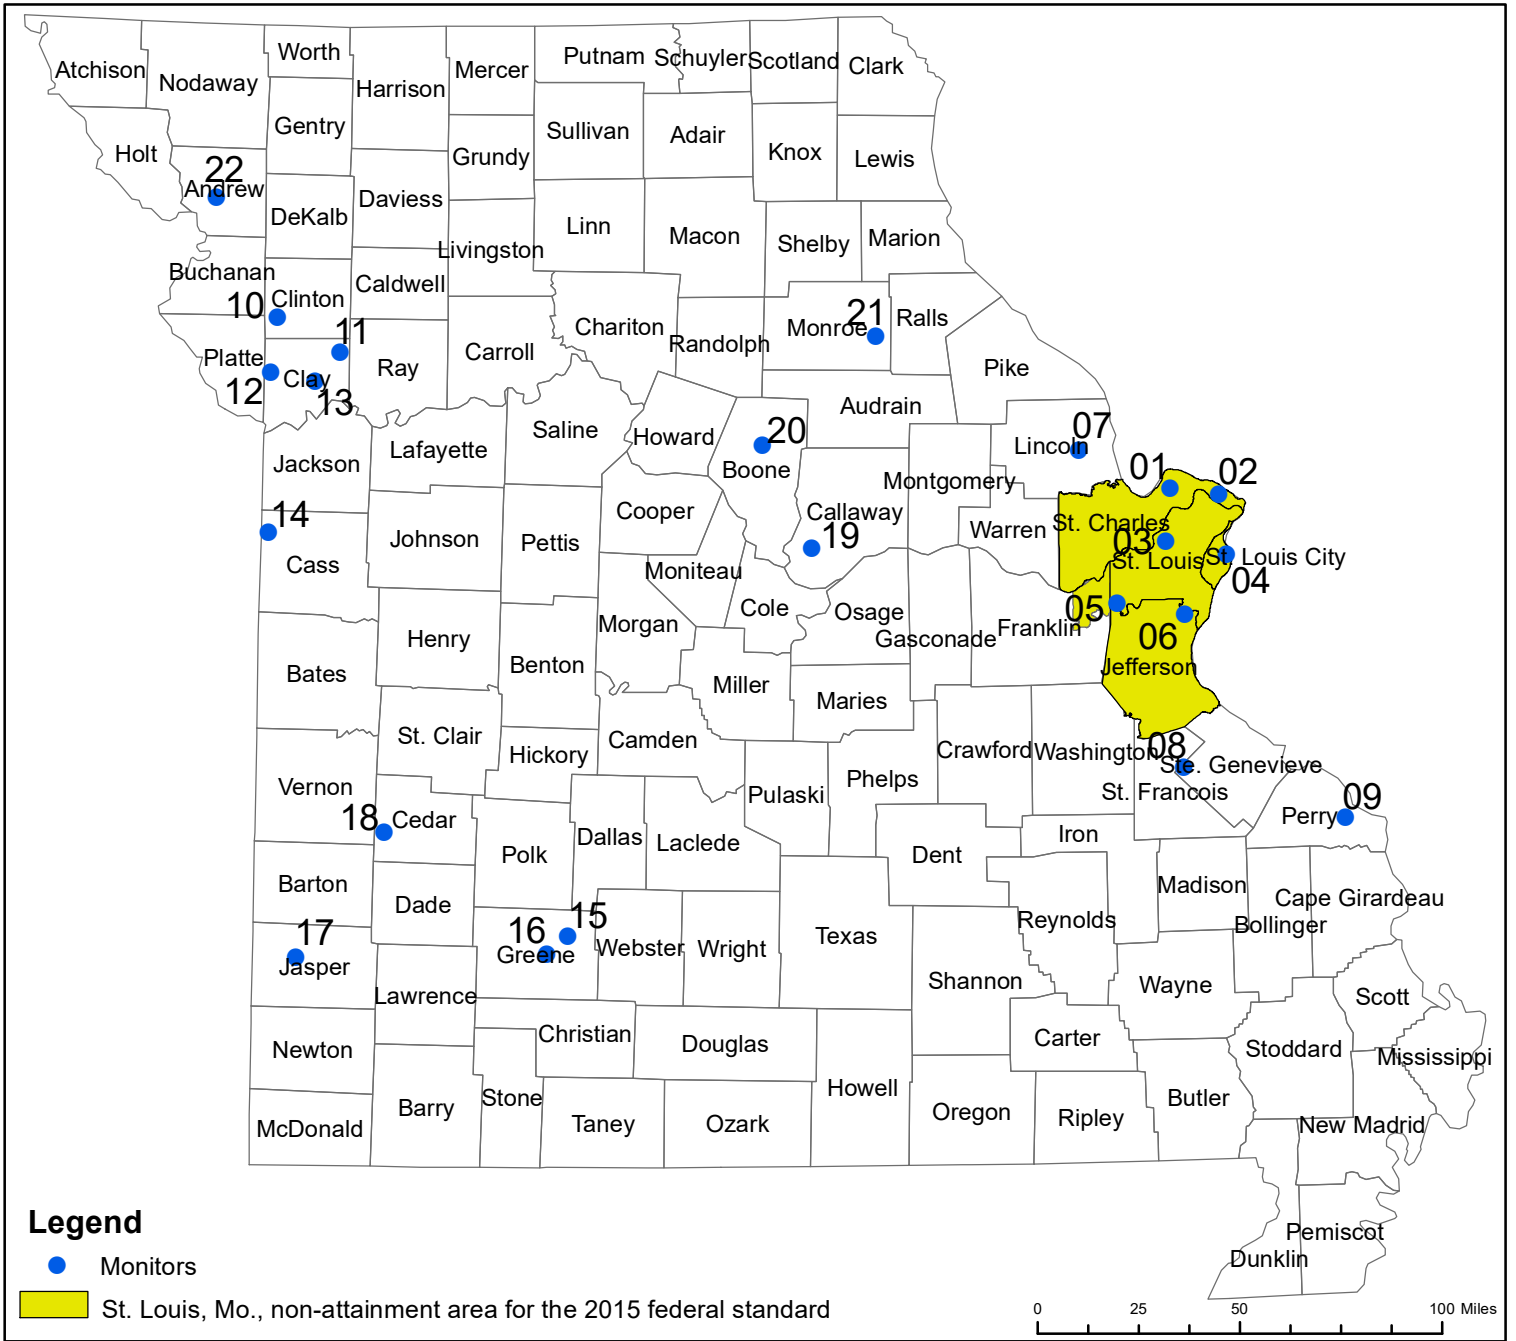 Worth
Putnam
Schuyler
Scotland
Clark
Atchison
Nodaway
Harrison
Mercer
Gentry
Sullivan
Adair
Knox
Lewis
Holt
Grundy
22
Andrew
DeKalb
Daviess
Linn
Macon
Shelby
Marion
Livingston
Buchanan
Clinton
Caldwell
10
11
Chariton
Randolph
Monroe
21
Ralls
Platte
Clay
Ray
Carroll
Pike
12
13
Audrain
Saline
Howard
20
Boone
Lincoln
07
Jackson
Lafayette
Montgomery
01
02
14
Cooper
Callaway
Warren
St. Charles
Cass
Johnson
Pettis
19
03
St. Louis
St. Louis City
04
Moniteau
Cole
Osage
Gasconade
Franklin
05
06
Henry
Morgan
Jefferson
Bates
Benton
Miller
Maries
St. Clair
Hickory
Camden
Crawford
Washington
08
Ste. Genevieve
Vernon
Pulaski
Phelps
St. Francois
09
Perry
18
Cedar
Polk
Dallas
Laclede
Dent
Iron
Barton
Dade
Madison
Cape Girardeau
Bollinger
Reynolds
17
Jasper
16
15
Greene
Webster
Wright
Texas
Shannon
Wayne
Scott
Lawrence
Christian
Douglas
Carter
Stoddard
Mississippi
Newton
Howell
McDonald
Barry
Stone
Taney
Ozark
Oregon
Ripley
Butler
New Madrid
Pemiscot
Dunklin
Legend
Monitors
St. Louis, Mo., non-attainment area for the 2015 federal standard
0 25 50 100 Miles